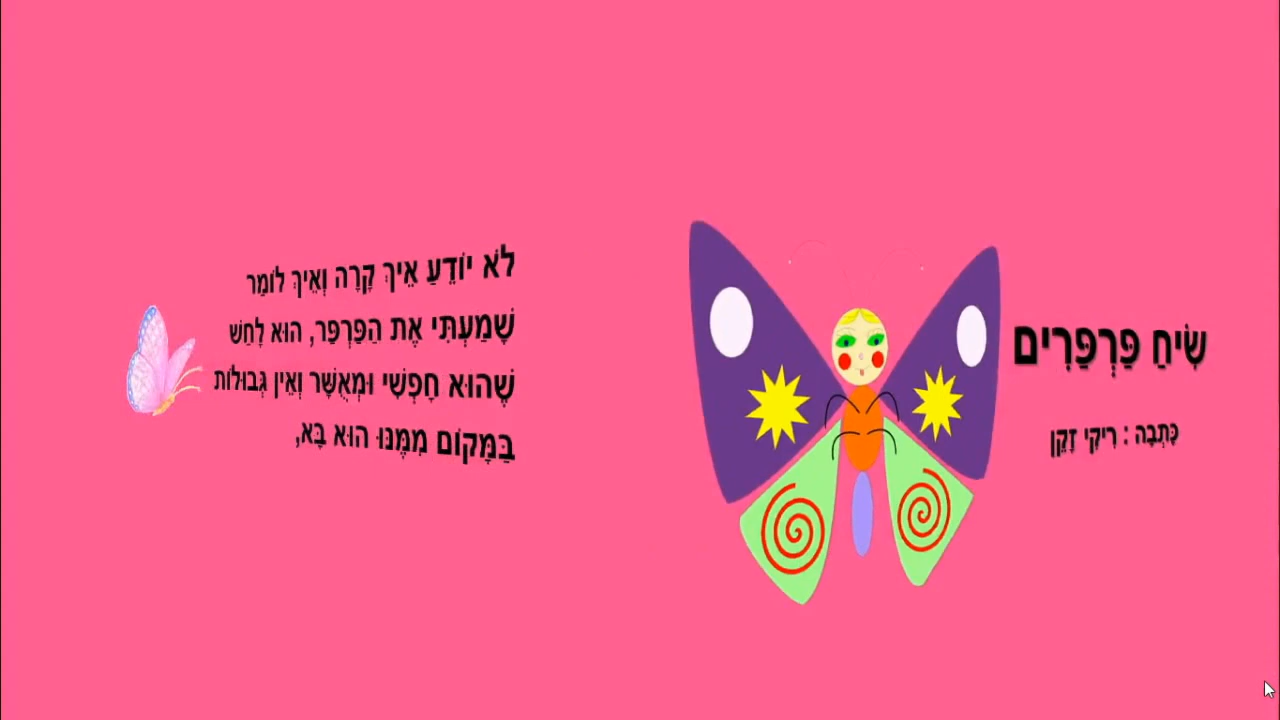 שִׂיחַ פַּרְפַּרִים
כָּתְבָה : רִיקִי זָקֵן
לֹא יוֹדֵעַ אֵיךְ קָרָה וְאֵיךְ לוֹמַר
שָׁמַעְתִּי אֶת הַפַּרְפַּר, הוּא לָחַשׁ
שֶׁהוּא חָפְשִׁי וּמְאֻשָּׁר וְאֵין גְּבוּלוֹת
בַּמָּקוֹם מִמֶּנּוּ הוּא בָּא,